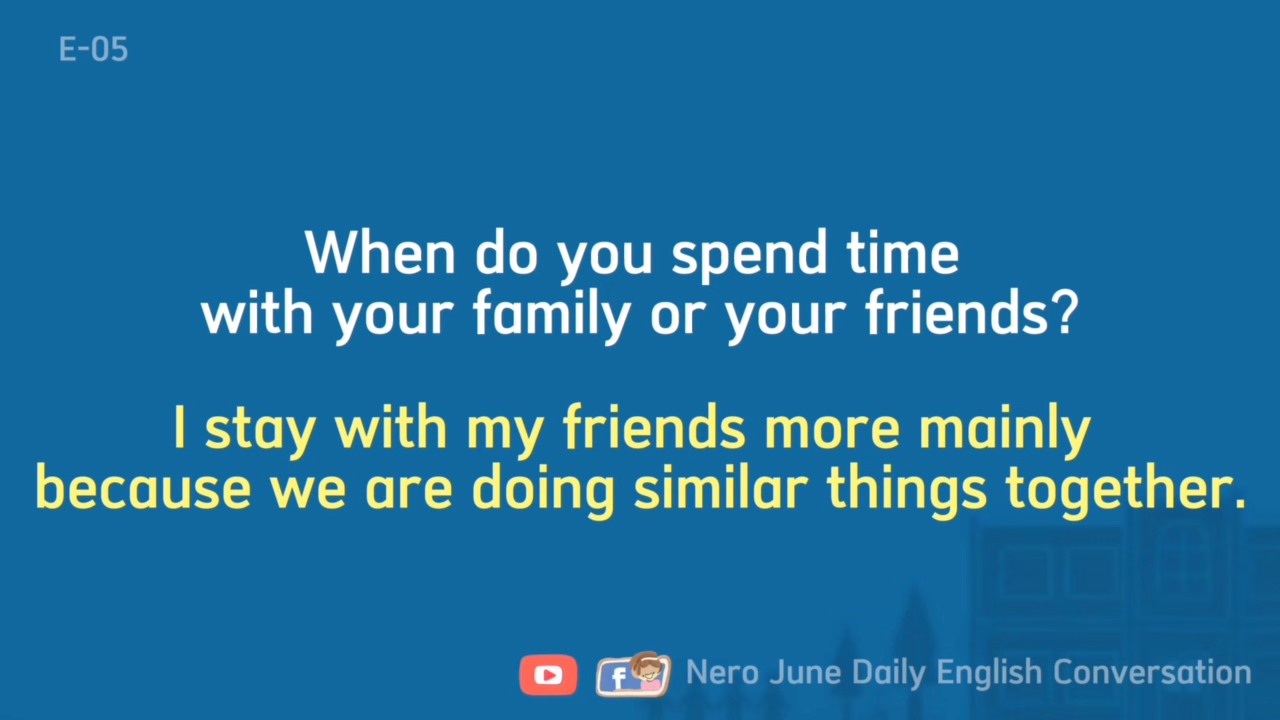 E-05
When do you spend time
with your family or your friends?
I stay with my friends more mainly
because we are doing similar things together.
f Nero June Daily English Conversation